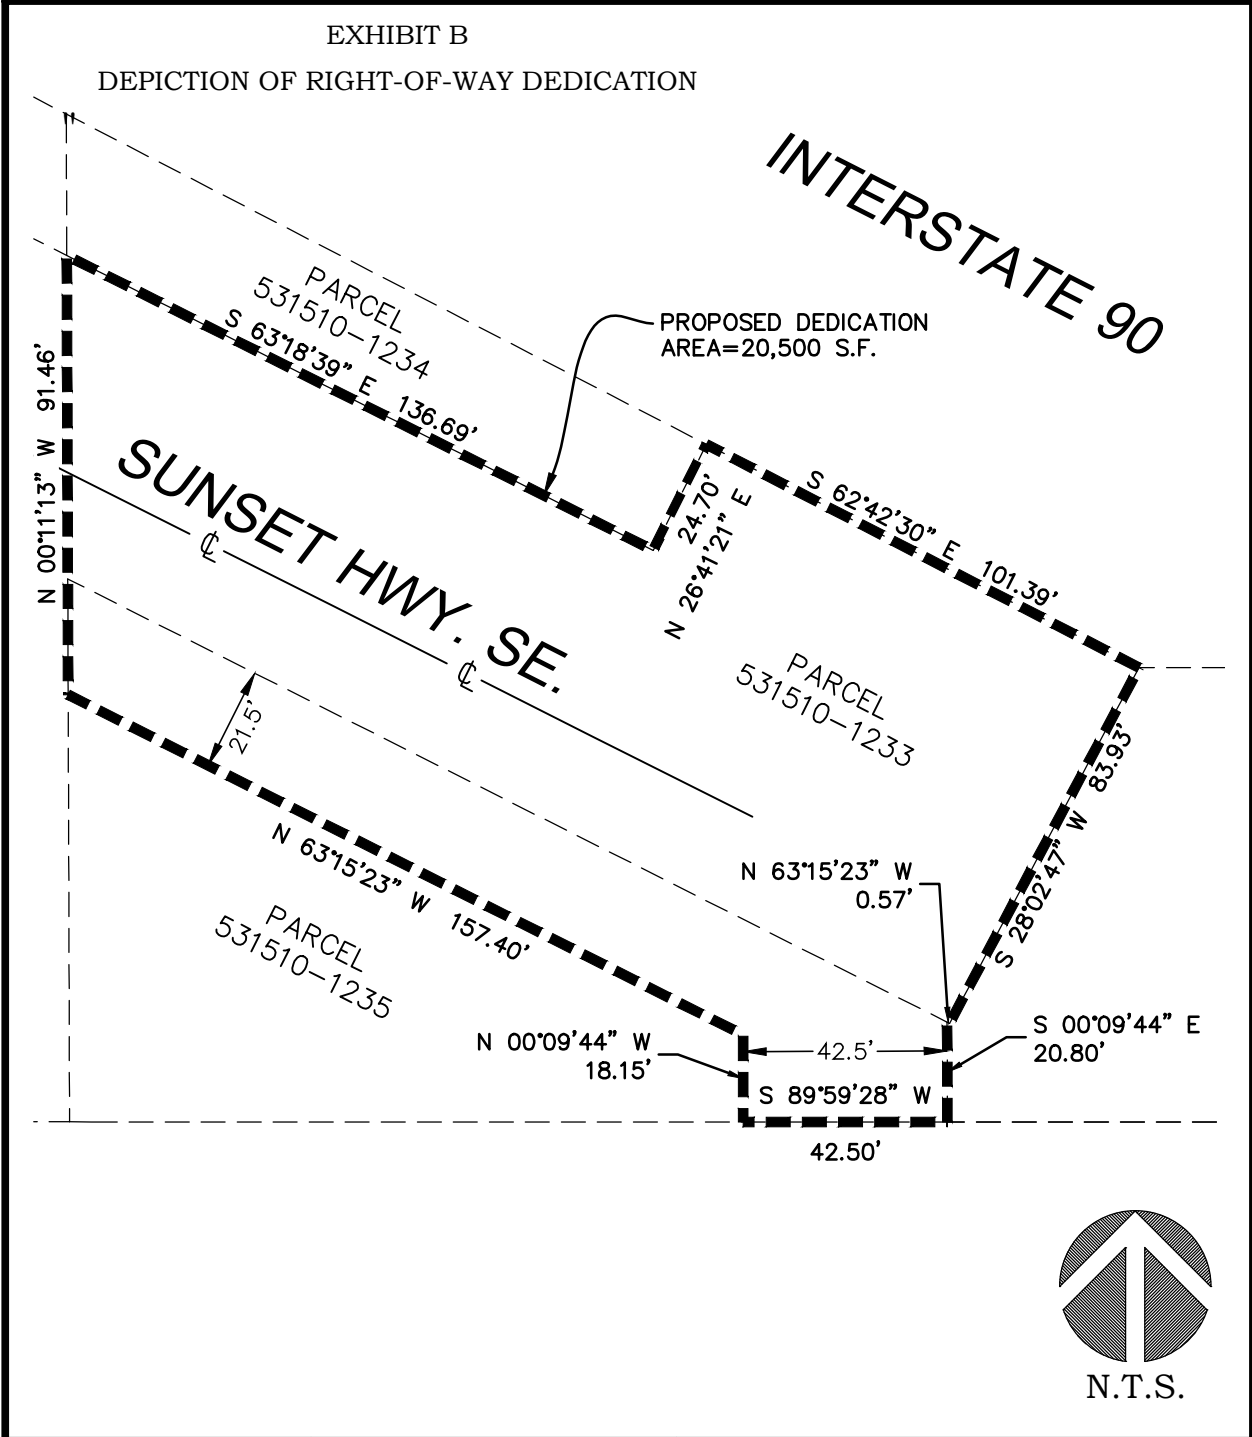 EXHIBIT B
DEPICTION OF RIGHT-OF-WAY DEDICATION
INTERSTATE 90
PARCEL
531510-1234
S 63°18'39" E 136.69'
PROPOSED DEDICATION
AREA=20,500 S.F.
N 00°11'13" W 91.46'
SUNSET HWY. SE.
℄
℄
24.70'
N 26°41'21" E
S 62°42'30" E 101.39'
PARCEL
531510-1233
21.5'
S 28°02'47" W 83.93'
N 63°15'23" W 157.40'
N 63°15'23" W
0.57'
PARCEL
531510-1235
N 00°09'44" W
18.15'
42.5'
S 00°09'44" E
20.80'
S 89°59'28" W
42.50'
N.T.S.